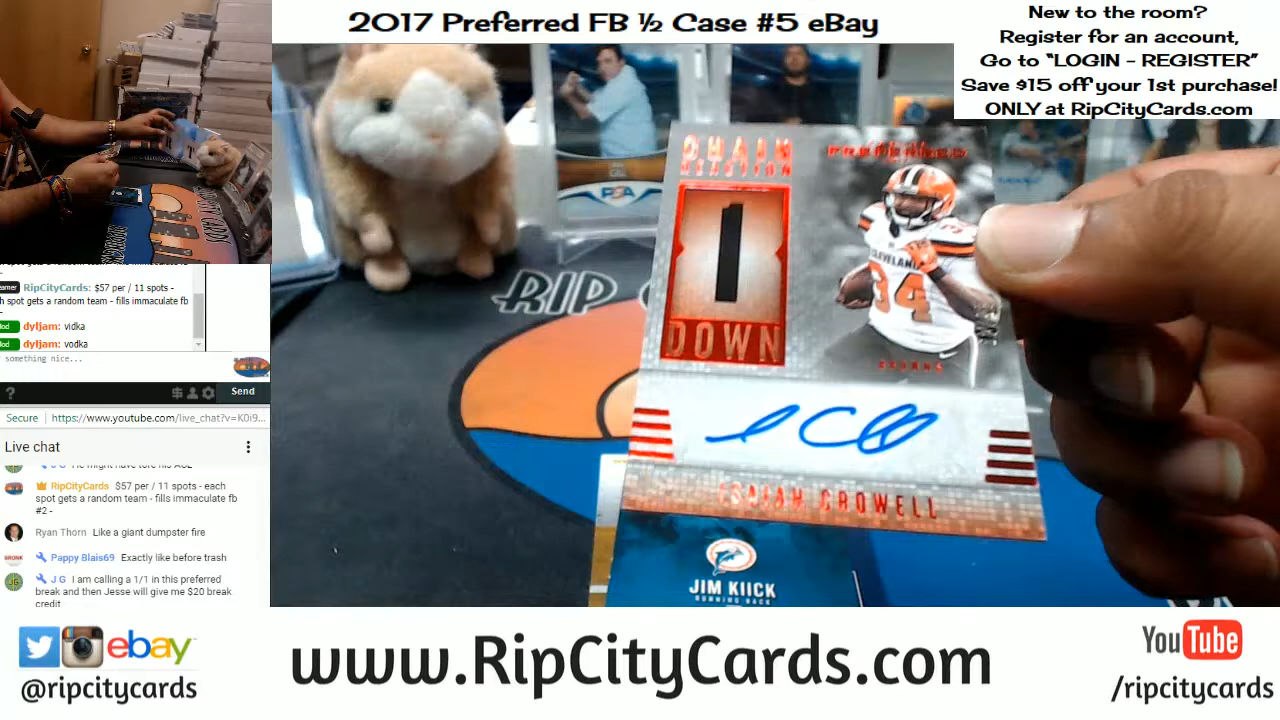 2017 Preferred FB ½ Case #5 eBay
New to the room?
Register for an account,
Go to “LOGIN - REGISTER”
Save $15 off your 1st purchase!
ONLY at RipCityCards.com
RipCityCards: $57 per / 11 spots -
spot gets a random team - fills immaculate fb
dyljam: vidka
dyljam: vodka
something nice...
?
Send
Secure
https://www.youtube.com/live_chat?v=K0i9...
Live chat
RipCityCards $57 per / 11 spots - each
spot gets a random team - fills immaculate fb
#2 -
Ryan Thorn Like a giant dumpster fire
Pappy Blais69 Exactly like before trash
JG
J G I am calling a 1/1 in this preferred
break and then Jesse will give me $20 break
credit
PSA
RIP
CHAIN
REACTION
1
DOWN
CLEVELAND
34
BROWNS
ISAIAH CROWELL
JIM KIICK
RUNNING BACK
ebay
@ripcitycards
www.RipCityCards.com
YouTube
/ripcitycards